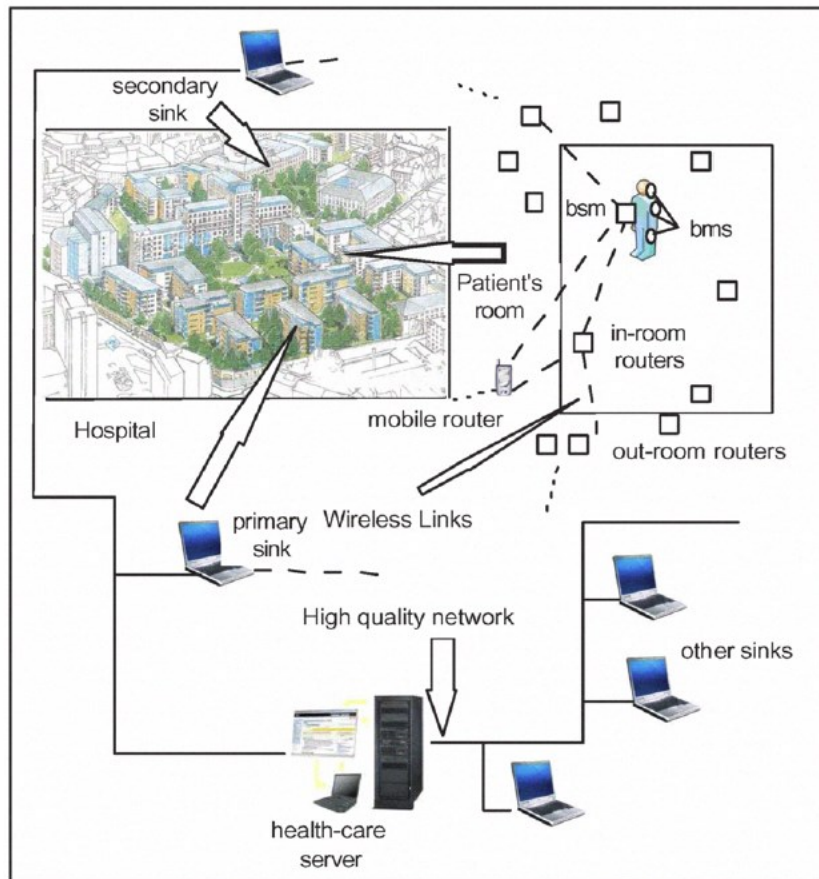 secondary
sink
bsm
bms
Patient's
room
in-room
routers
mobile router
Hospital
out-room routers
primary
sink
Wireless Links
High quality network
other sinks
health-care
server